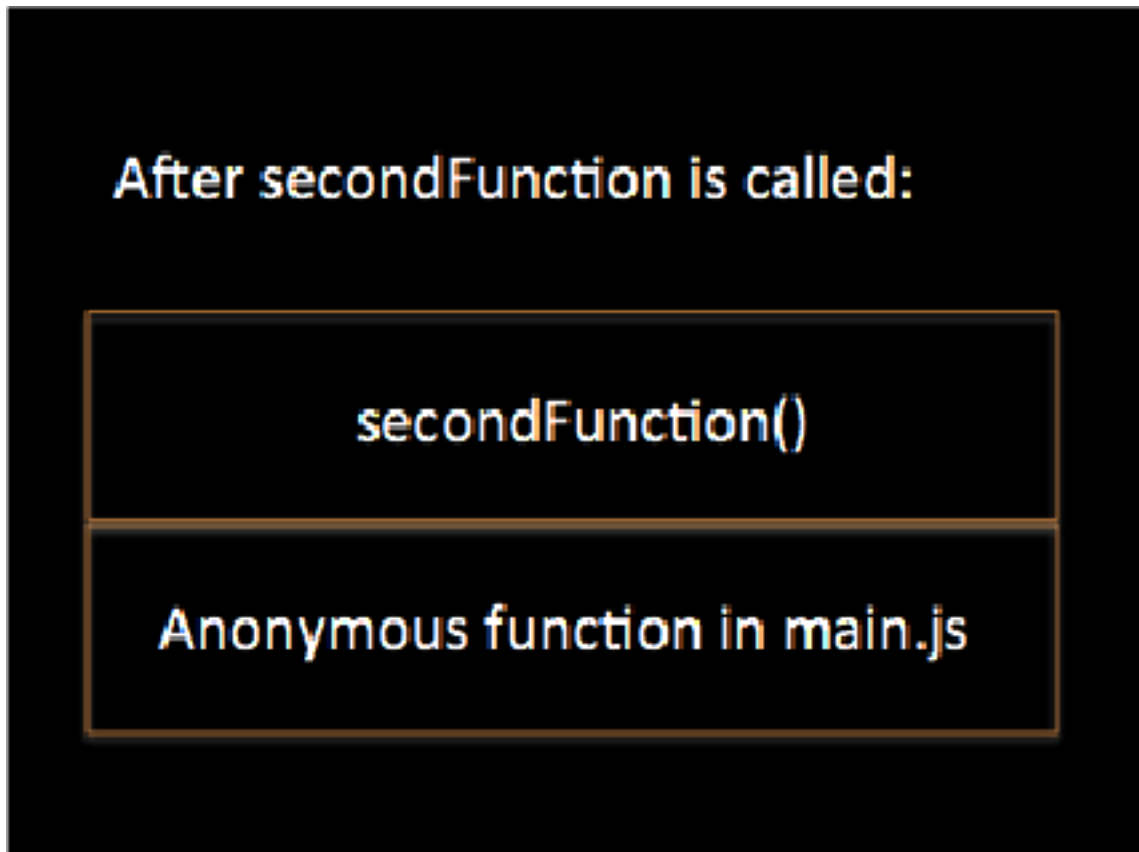 After secondFunction is called:
secondFunction()
Anonymous function in main.js